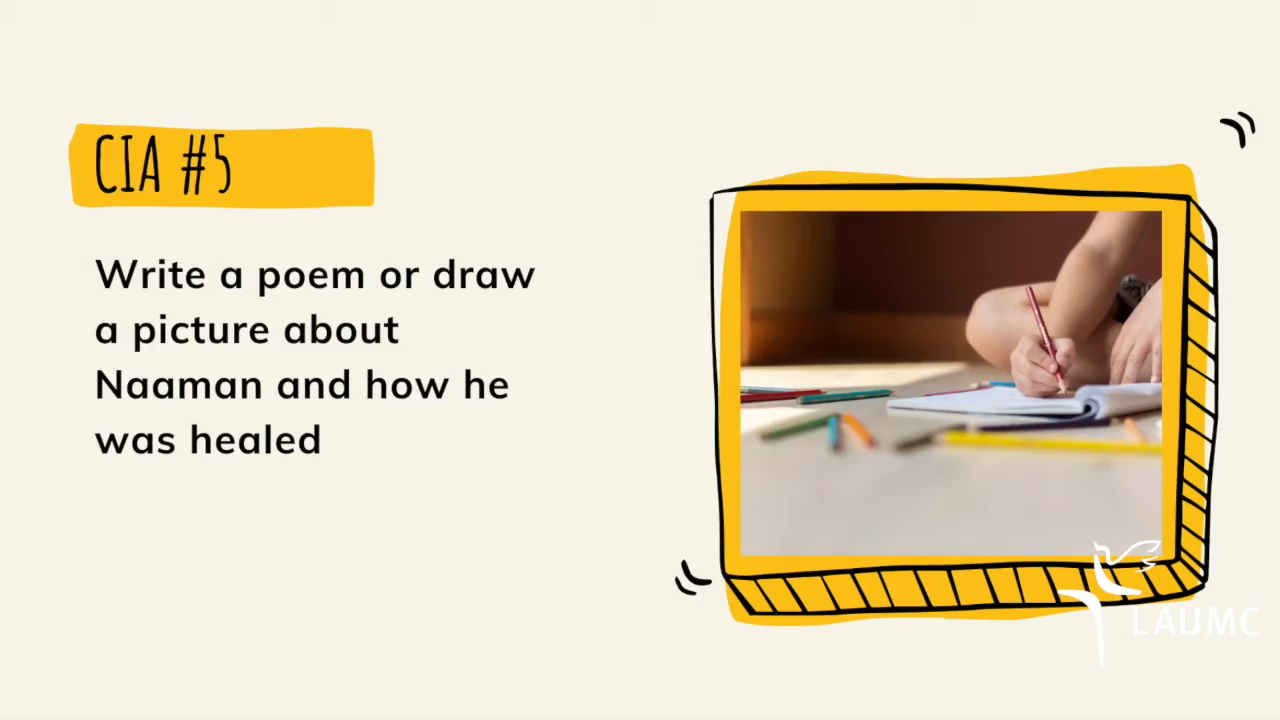 CIA #5
Write a poem or draw
a picture about
Naaman and how he
was healed
LAUMC